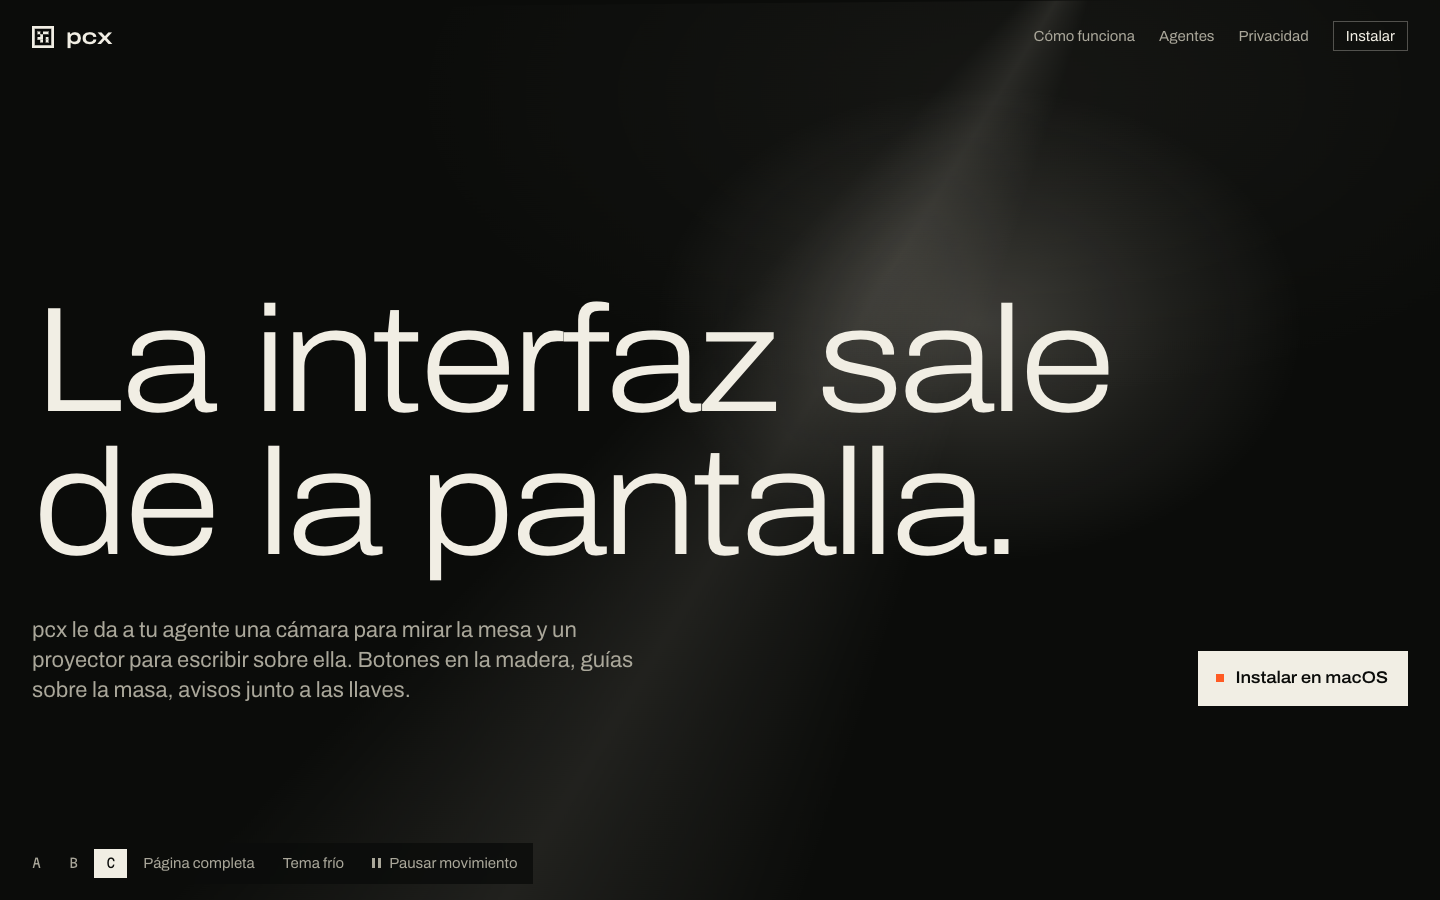 pcx
Cómo funciona
Agentes
Privacidad
Instalar
La interfaz sale
de la pantalla.
pcx le da a tu agente una cámara para mirar la mesa y un
proyector para escribir sobre ella. Botones en la madera, guías
sobre la masa, avisos junto a las llaves.
Instalar en macOS
A
B
C
Página completa
Tema frío
Pausar movimiento